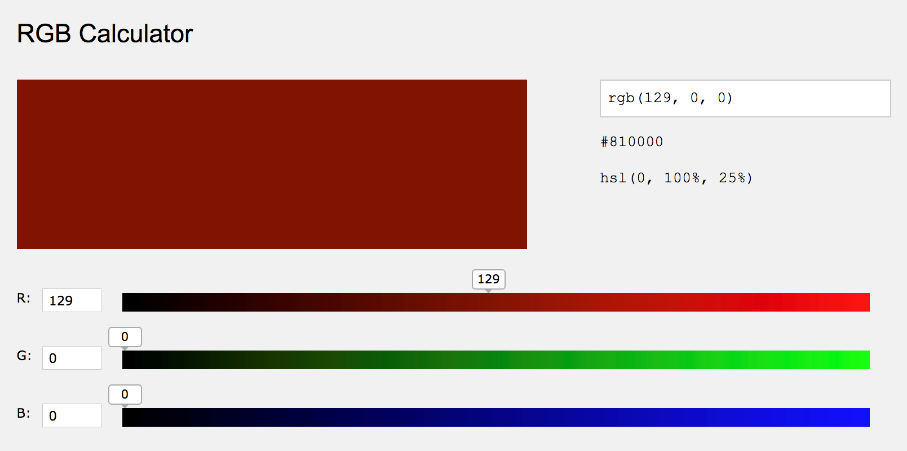 RGB Calculator
rgb(129, 0, 0)
#810000
hsl(0, 100%, 25%)
129
R: 129
0
G: 0
0
B: 0